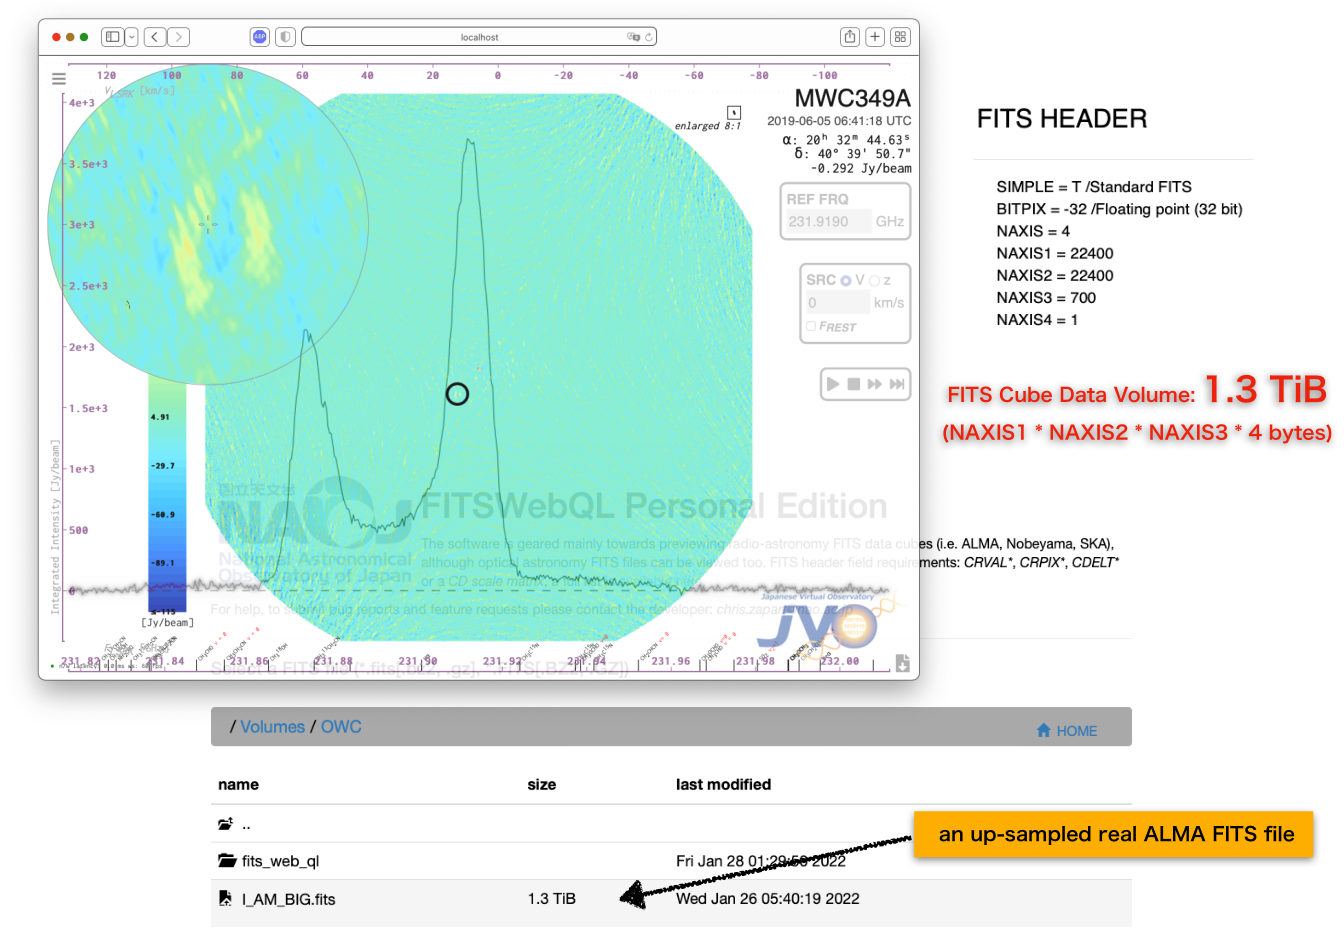 ABP
localhost
120 100 80 60 40 20 0 -20 -40 -60 -80 -100
VLSRK [km/s]
4e+3
3.5e+3
3e+3
2.5e+3
2e+3
1.5e+3
1e+3
500
0
Integrated Intensity [Jy/beam]
enlarged 8:1
MWC349A
2019-06-05 06:41:18 UTC
α: 20h 32m 44.63s
δ: 40° 39' 50.7"
-0.292 Jy/beam
REF FRQ
231.9190 GHz
SRC V z
0 km/s
FREST
4.91
-29.7
-60.9
-89.1
[Jy/beam]
国立天文台
NAOJ
National Astronomical
Observatory of Japan
FITSWebQL Personal Edition
The software is geared mainly towards previewing radio-astronomy FITS data cubes (i.e. ALMA, Nobeyama, SKA),
although optical astronomy FITS files can be viewed too. FITS header field requirements: CRVAL*, CRPIX*, CDELT*
or a CD scale matrix,
For help, to submit bug reports and feature requests please contact the developer:
Japanese Virtual Observatory
JVO
231.82 231.84 231.86 231.88 231.90 231.92 231.94 231.96 231.98 232.00
Select a FITS file (*.fits[.bz2, .gz], *.FITS[.BZ2, .GZ])
FITS HEADER
SIMPLE = T /Standard FITS
BITPIX = -32 /Floating point (32 bit)
NAXIS = 4
NAXIS1 = 22400
NAXIS2 = 22400
NAXIS3 = 700
NAXIS4 = 1
FITS Cube Data Volume: 1.3 TiB
(NAXIS1 * NAXIS2 * NAXIS3 * 4 bytes)
/ Volumes / OWC
HOME
name size last modified
..
fits_web_ql Fri Jan 28 01:29:53 2022
I_AM_BIG.fits 1.3 TiB Wed Jan 26 05:40:19 2022
an up-sampled real ALMA FITS file